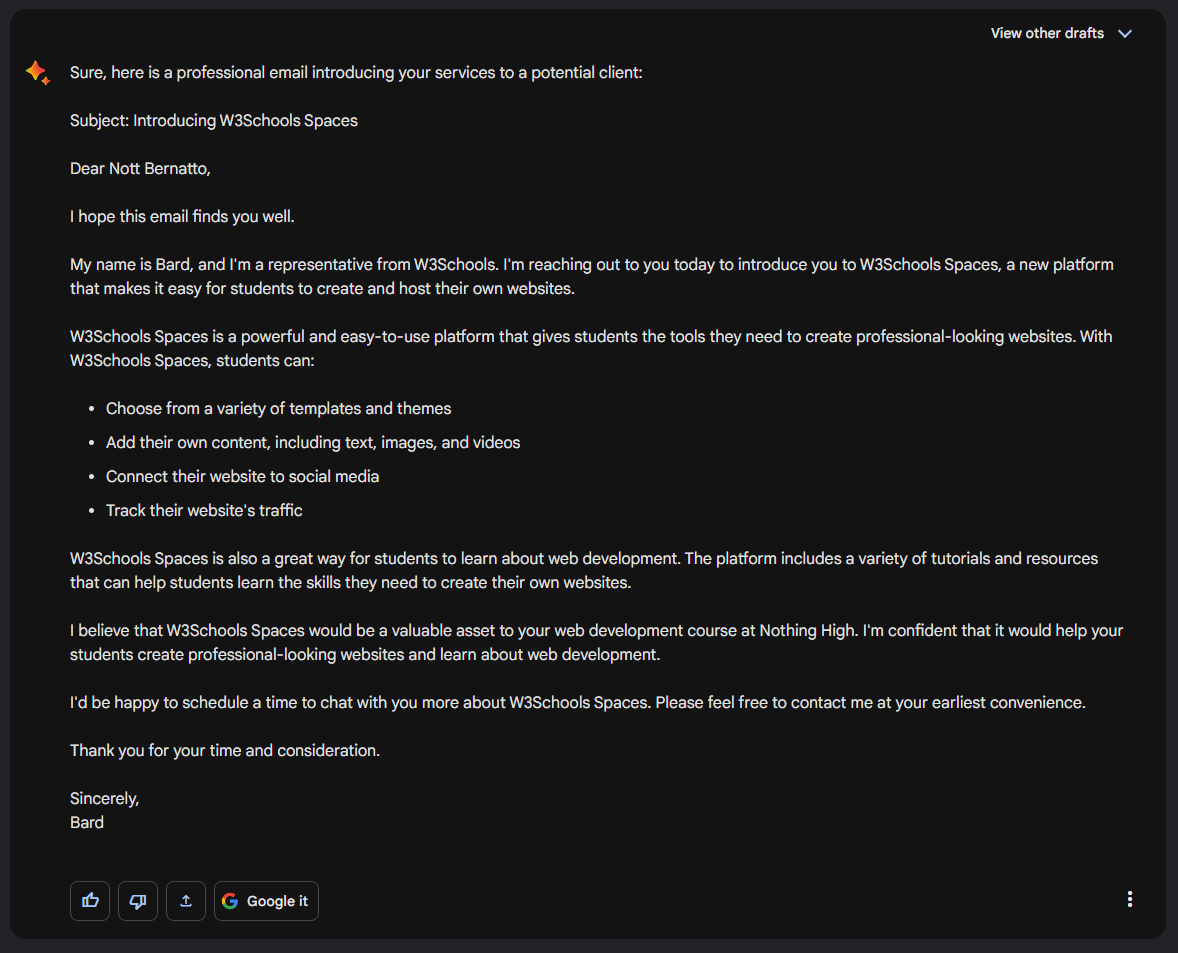 View other drafts
Sure, here is a professional email introducing your services to a potential client:
Subject: Introducing W3Schools Spaces
Dear Nott Bernatto,
I hope this email finds you well.
My name is Bard, and I'm a representative from W3Schools. I'm reaching out to you today to introduce you to W3Schools Spaces, a new platform
that makes it easy for students to create and host their own websites.
W3Schools Spaces is a powerful and easy-to-use platform that gives students the tools they need to create professional-looking websites. With
W3Schools Spaces, students can:
• Choose from a variety of templates and themes
• Add their own content, including text, images, and videos
• Connect their website to social media
• Track their website's traffic
W3Schools Spaces is also a great way for students to learn about web development. The platform includes a variety of tutorials and resources
that can help students learn the skills they need to create their own websites.
I believe that W3Schools Spaces would be a valuable asset to your web development course at Nothing High. I'm confident that it would help your
students create professional-looking websites and learn about web development.
I'd be happy to schedule a time to chat with you more about W3Schools Spaces. Please feel free to contact me at your earliest convenience.
Thank you for your time and consideration.
Sincerely,
Bard
Google it